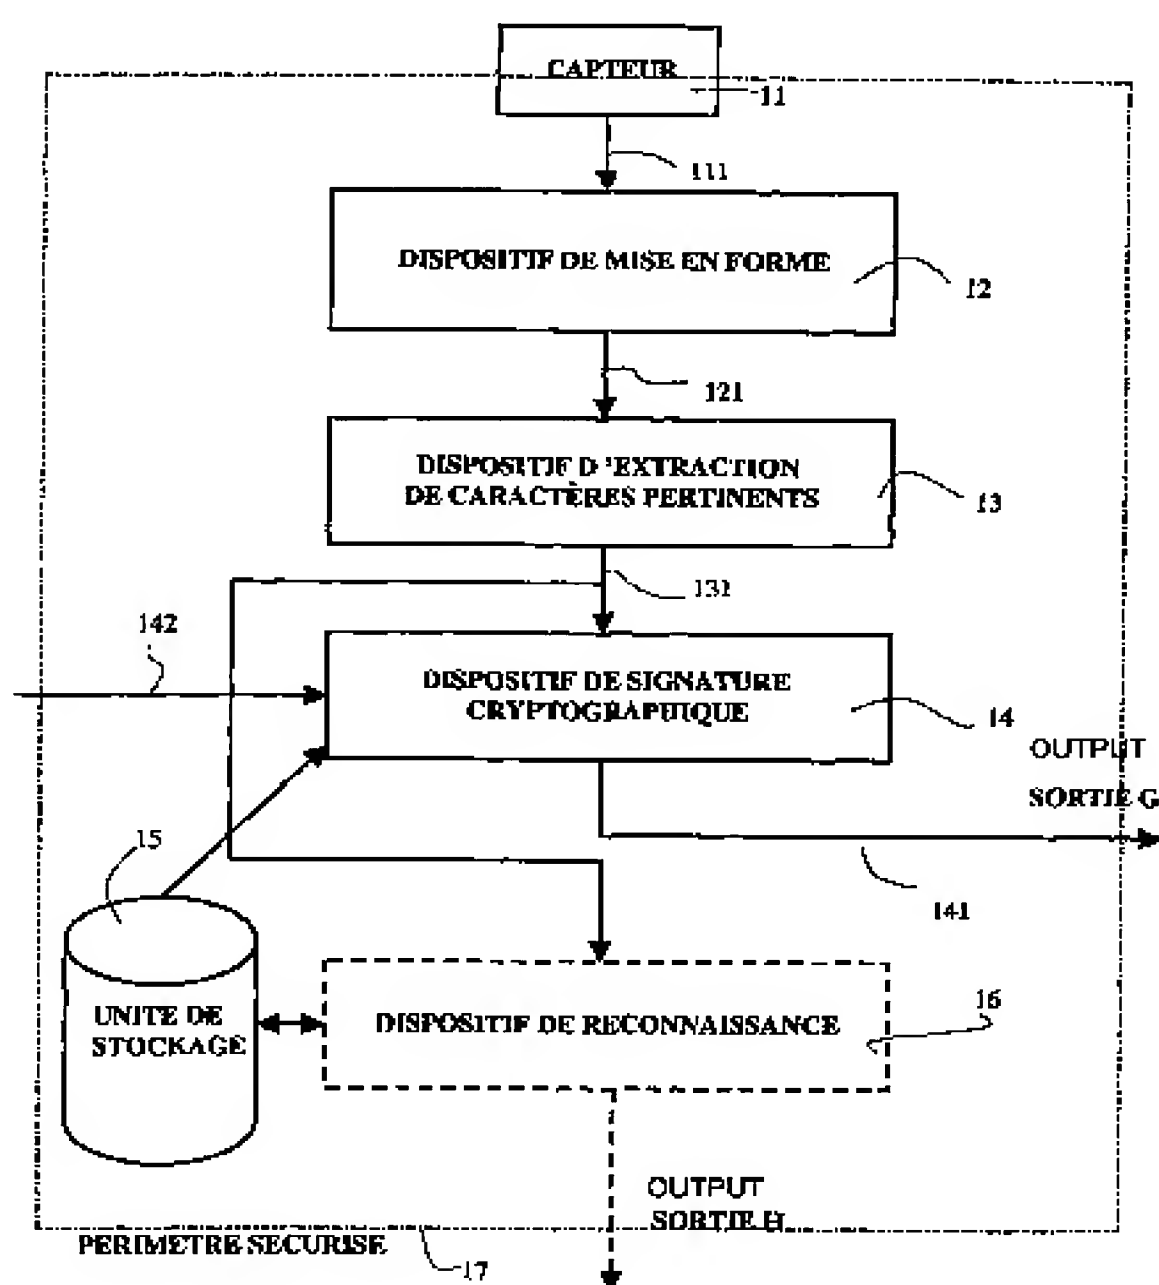 CAPTEUR
11
111
DISPOSITIF DE MISE EN FORME
12
121
DISPOSITIF D'EXTRACTION
DE CARACTÈRES PERTINENTS
13
131
142
DISPOSITIF DE SIGNATURE
CRYPTOGRAPHIQUE
14
OUTPUT
SORTIE G
15
141
UNITE DE
STOCKAGE
DISPOSITIF DE RECONNAISSANCE
16
OUTPUT
SORTIE H
PERIMETRE SECURISE
17